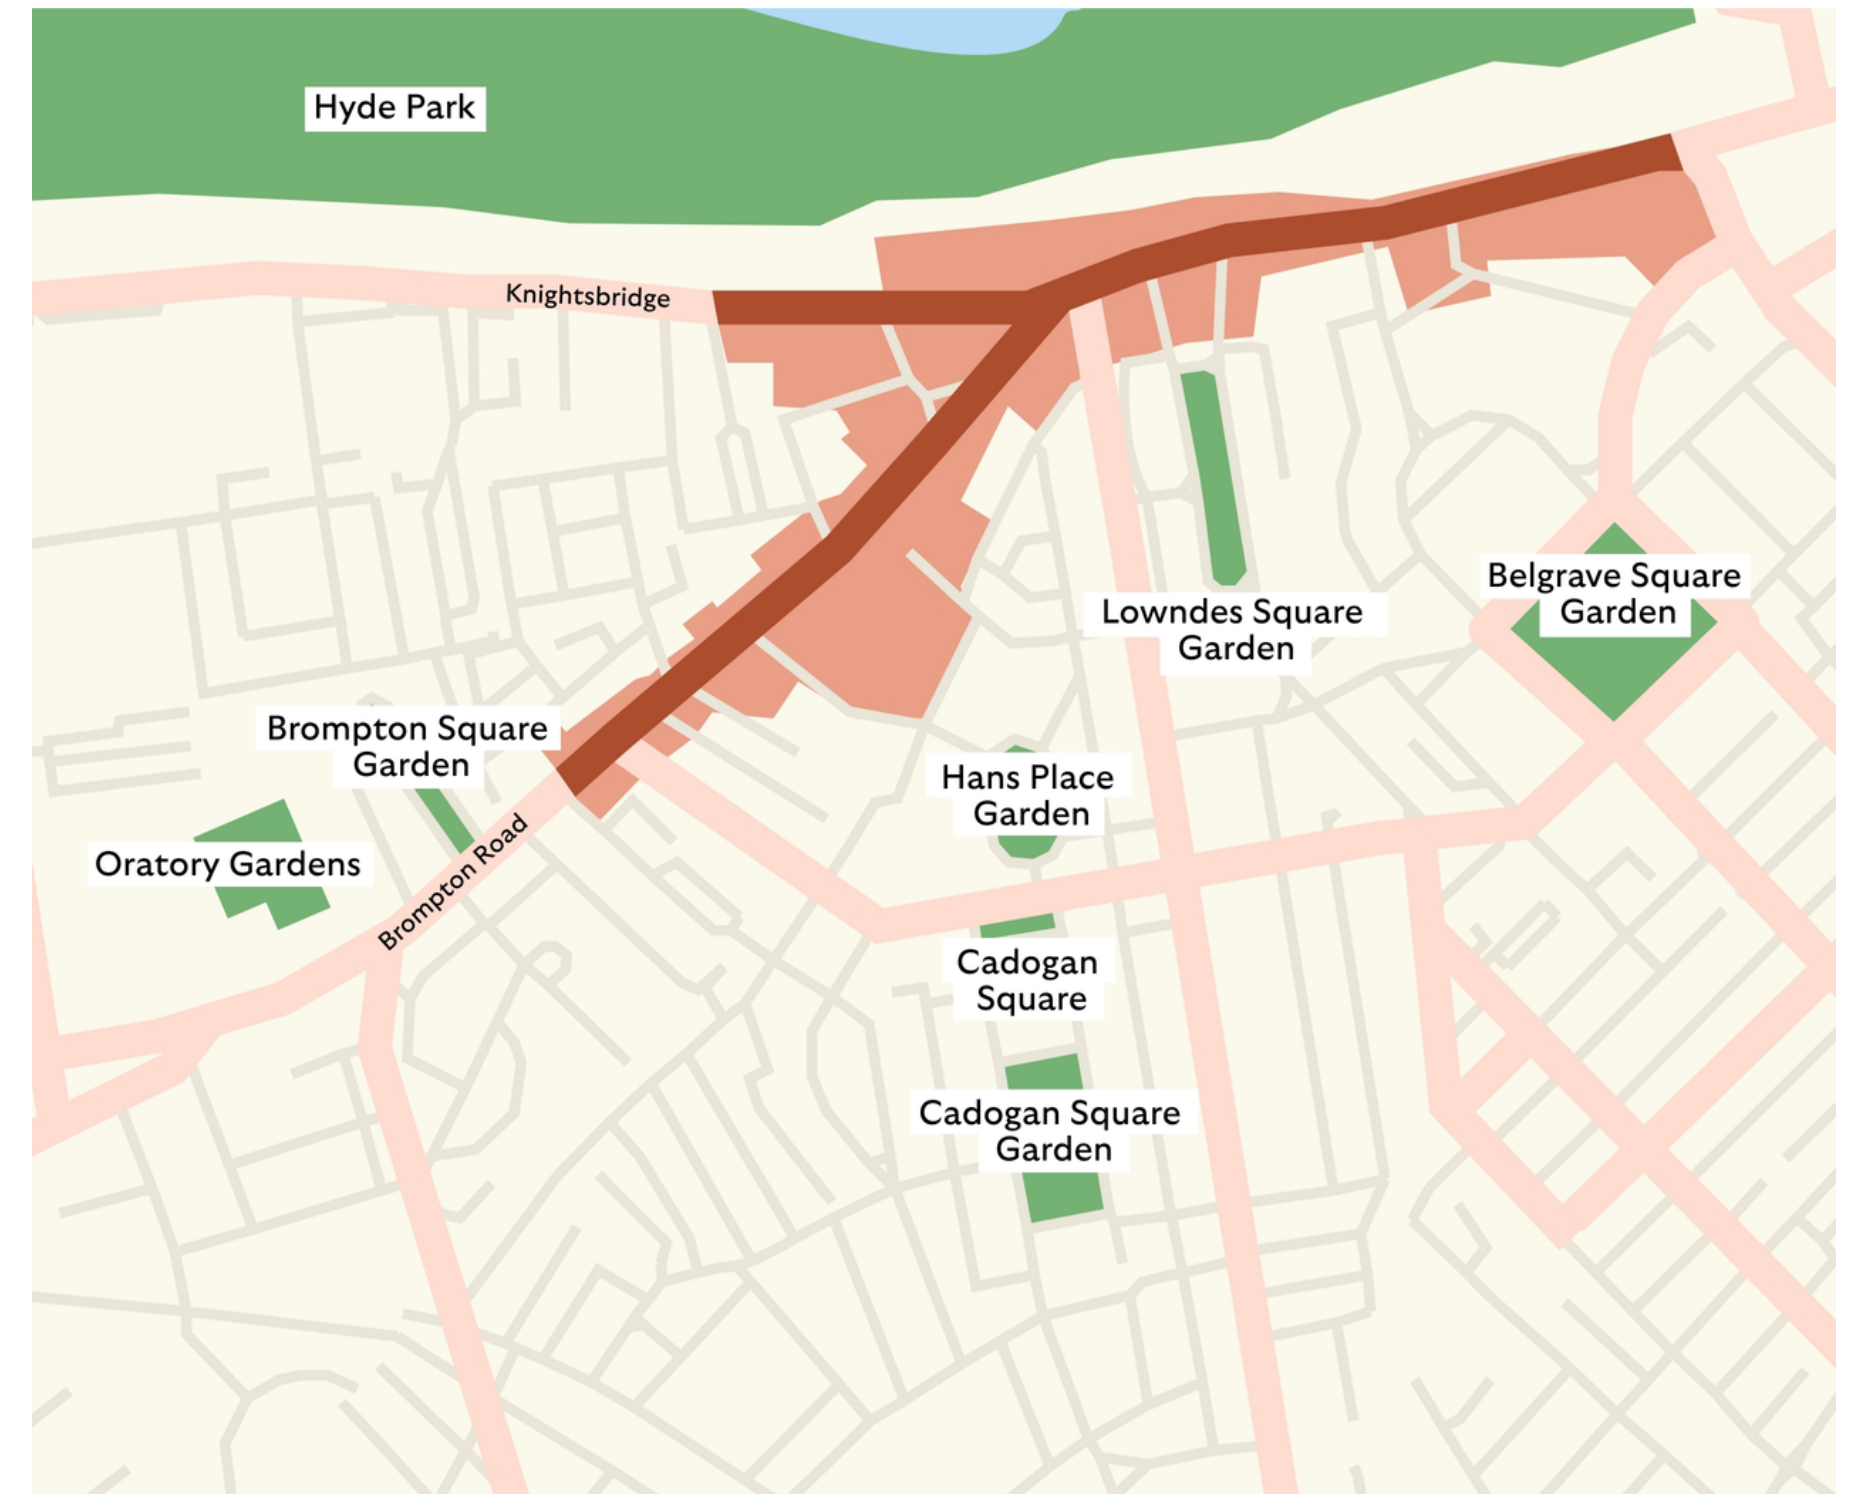 Hyde Park
Knightsbridge
Belgrave Square
Garden
Lowndes Square
Garden
Brompton Square
Garden
Hans Place
Garden
Oratory Gardens
Brompton Road
Cadogan
Square
Cadogan Square
Garden